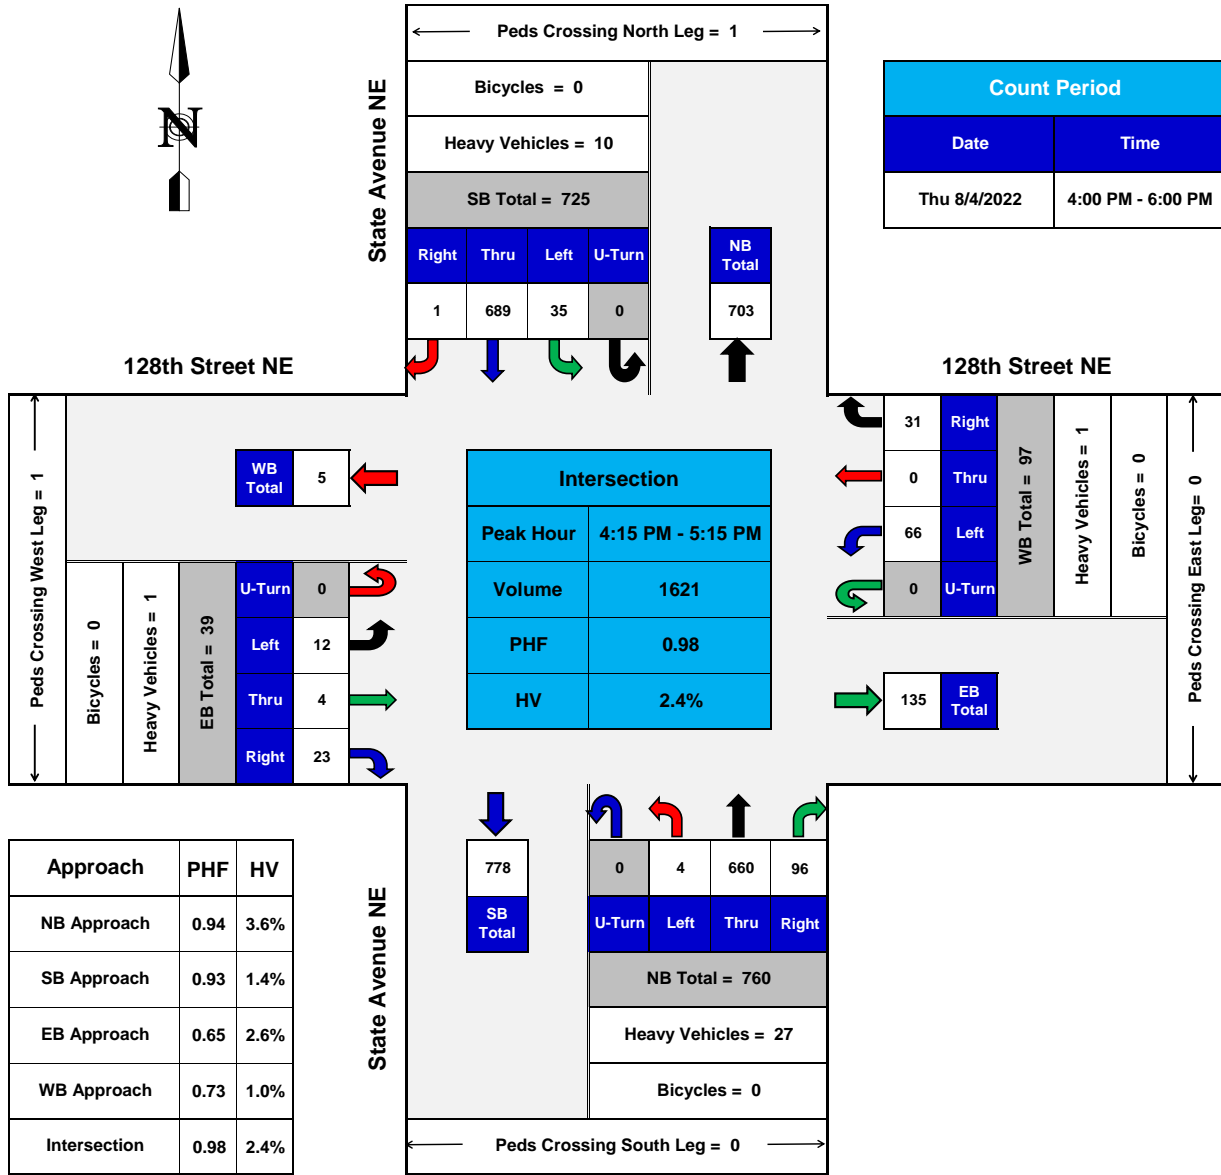 Peds Crossing North Leg = 1
N
State Avenue NE
Bicycles = 0
Heavy Vehicles = 10
SB Total = 725
Right Thru Left U-Turn
1 689 35 0
NB
Total
703
Count Period
Date Time
Thu 8/4/2022 4:00 PM - 6:00 PM
128th Street NE
128th Street NE
Peds Crossing West Leg = 1
WB
Total
5
Bicycles = 0
Heavy Vehicles = 1
EB Total = 39
U-Turn 0
Left 12
Thru 4
Right 23
Intersection
Peak Hour 4:15 PM - 5:15 PM
Volume 1621
PHF 0.98
HV 2.4%
31 Right
0 Thru
66 Left
0 U-Turn
WB Total = 97
Heavy Vehicles = 1
Bicycles = 0
Peds Crossing East Leg= 0
135
EB
Total
Approach PHF HV
NB Approach 0.94 3.6%
SB Approach 0.93 1.4%
EB Approach 0.65 2.6%
WB Approach 0.73 1.0%
Intersection 0.98 2.4%
State Avenue NE
778
SB
Total
0 4 660 96
U-Turn Left Thru Right
NB Total = 760
Heavy Vehicles = 27
Bicycles = 0
Peds Crossing South Leg = 0